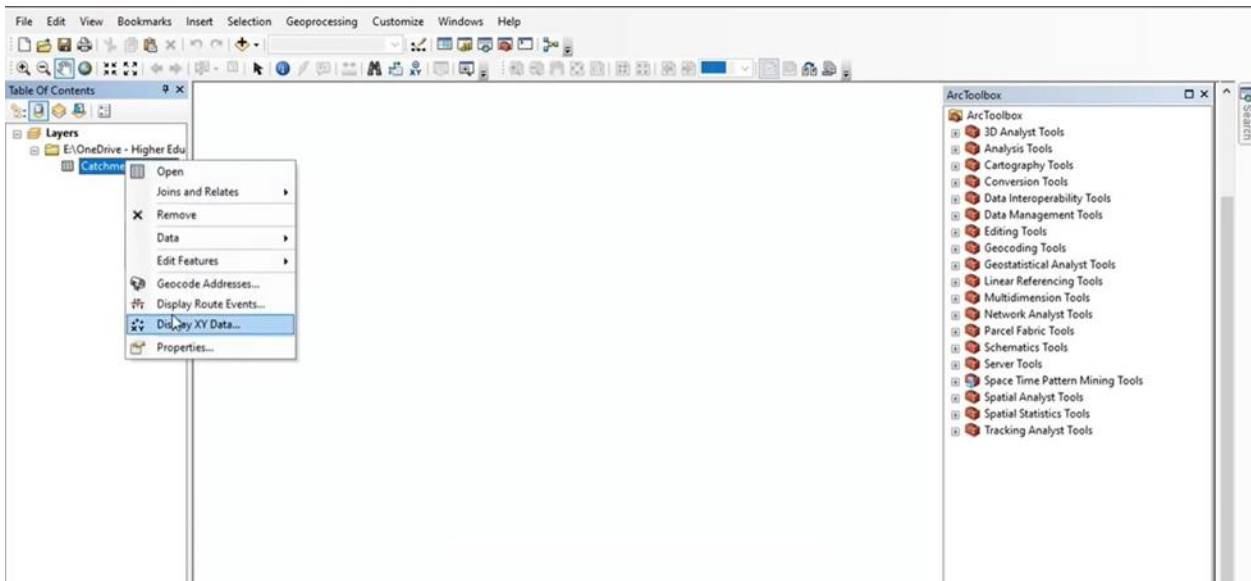 File Edit View Bookmarks Insert Selection Geoprocessing Customize Windows Help
Table Of Contents
Layers
E:\OneDrive - Higher Edu
Catchme
Open
Joins and Relates
Remove
Data
Edit Features
Geocode Addresses...
Display Route Events...
Display XY Data...
Properties...
ArcToolbox
ArcToolbox
3D Analyst Tools
Analysis Tools
Cartography Tools
Conversion Tools
Data Interoperability Tools
Data Management Tools
Editing Tools
Geocoding Tools
Geostatistical Analyst Tools
Linear Referencing Tools
Multidimension Tools
Network Analyst Tools
Parcel Fabric Tools
Schematics Tools
Server Tools
Space Time Pattern Mining Tools
Spatial Analyst Tools
Spatial Statistics Tools
Tracking Analyst Tools
Search